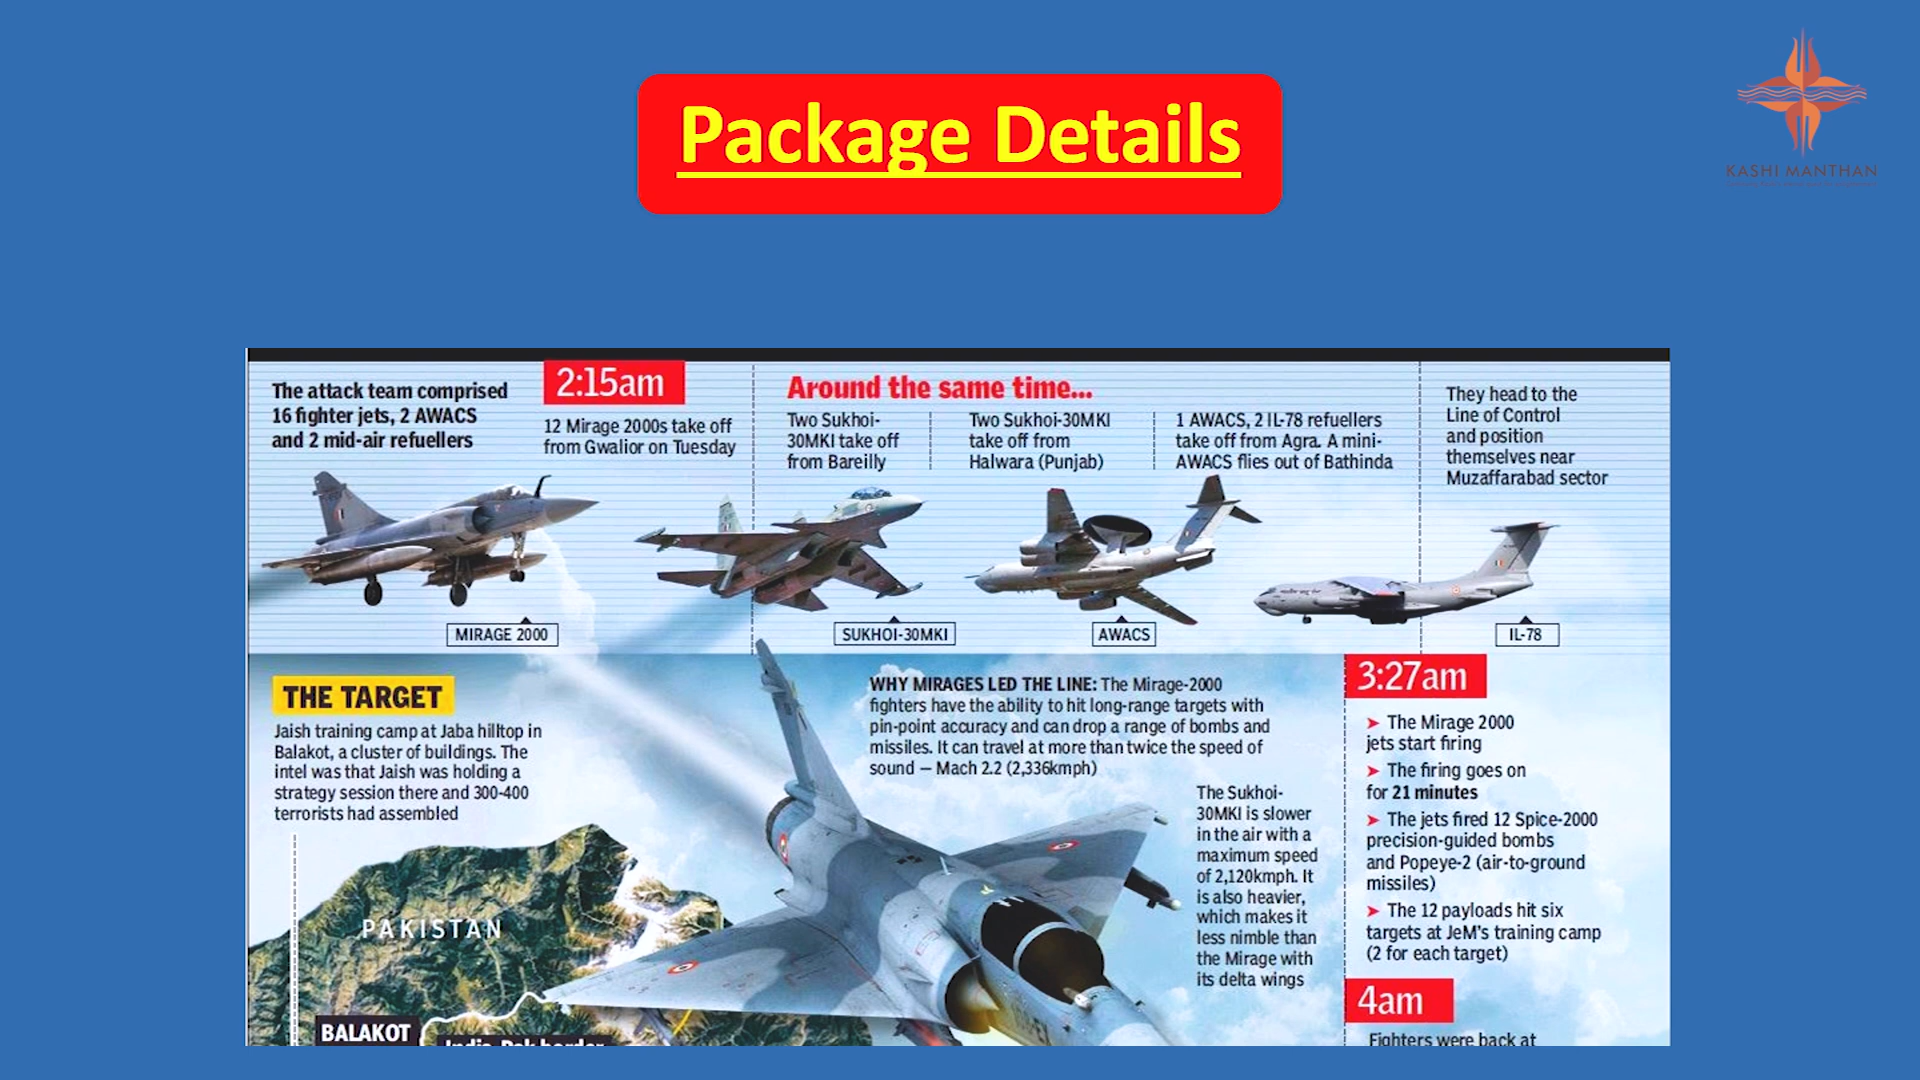 Package Details
KASHI MANTHAN
The attack team comprised
16 fighter jets, 2 AWACS
and 2 mid-air refuellers
2:15am
12 Mirage 2000s take off
from Gwalior on Tuesday
Around the same time...
Two Sukhoi-
30MKI take off
from Bareilly
Two Sukhoi-30MKI
take off from
Halwara (Punjab)
1 AWACS, 2 IL-78 refuellers
take off from Agra. A mini-
AWACS flies out of Bathinda
They head to the
Line of Control
and position
themselves near
Muzaffarabad sector
MIRAGE 2000
SUKHOI-30MKI
AWACS
IL-78
THE TARGET
Jaish training camp at Jaba hilltop in
Balakot, a cluster of buildings. The
intel was that Jaish was holding a
strategy session there and 300-400
terrorists had assembled
WHY MIRAGES LED THE LINE: The Mirage-2000
fighters have the ability to hit long-range targets with
pin-point accuracy and can drop a range of bombs and
missiles. It can travel at more than twice the speed of
sound — Mach 2.2 (2,336kmph)
The Sukhoi-
30MKI is slower
in the air with a
maximum speed
of 2,120kmph. It
is also heavier,
which makes it
less nimble than
the Mirage with
its delta wings
3:27am
➤ The Mirage 2000
jets start firing
➤ The firing goes on
for 21 minutes
➤ The jets fired 12 Spice-2000
precision-guided bombs
and Popeye-2 (air-to-ground
missiles)
➤ The 12 payloads hit six
targets at JeM's training camp
(2 for each target)
4am
Fighters were back at
PAKISTAN
BALAKOT
India-Pak border